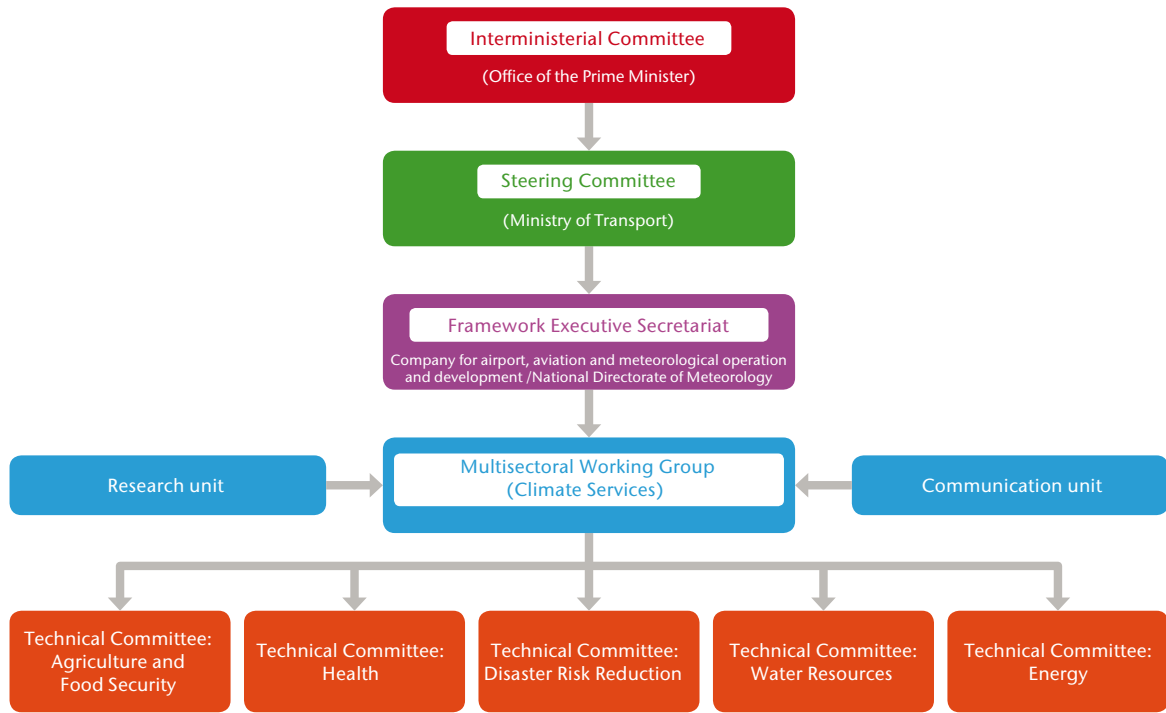 Interministerial Committee
(Office of the Prime Minister)
Steering Committee
(Ministry of Transport)
Framework Executive Secretariat
Company for airport, aviation and meteorological operation
and development /National Directorate of Meteorology
Research unit
Multisectoral Working Group
(Climate Services)
Communication unit
Technical Committee:
Agriculture and
Food Security
Technical Committee:
Health
Technical Committee:
Disaster Risk Reduction
Technical Committee:
Water Resources
Technical Committee:
Energy